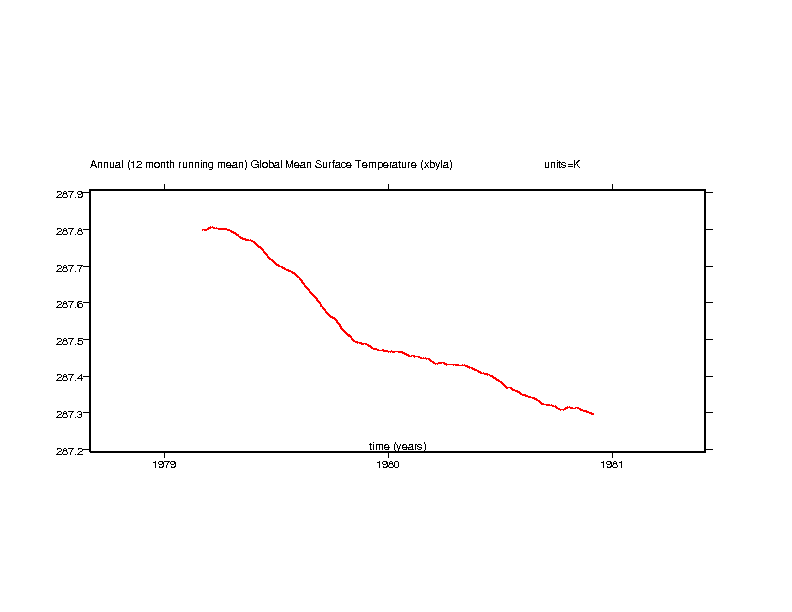 Annual (12 month running mean) Global Mean Surface Temperature (xbyla) units=K
287.9
287.8
287.7
287.6
287.5
287.4
287.3
287.2
time (years)
1979 1980 1981